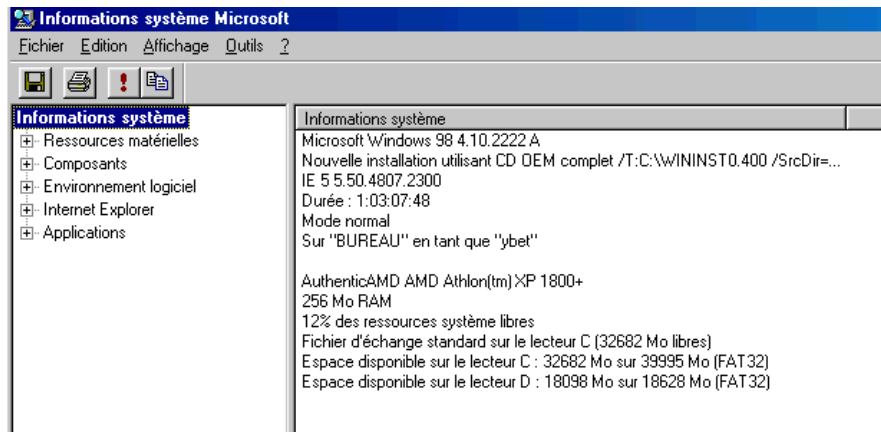 Informations système Microsoft
Fichier Edition Affichage Outils ?
Informations système
Ressources matérielles
Composants
Environnement logiciel
Internet Explorer
Applications
Informations système
Microsoft Windows 98 4.10.2222 A
Nouvelle installation utilisant CD OEM complet /T:C:\WININST0.400 /SrcDir=...
IE 5 5.50.4807.2300
Durée : 1:03:07:48
Mode normal
Sur "BUREAU" en tant que "ybet"
AuthenticAMD AMD Athlon(tm) XP 1800+
256 Mo RAM
12% des ressources système libres
Fichier d'échange standard sur le lecteur C (32682 Mo libres)
Espace disponible sur le lecteur C : 32682 Mo sur 39995 Mo (FAT32)
Espace disponible sur le lecteur D : 18098 Mo sur 18628 Mo (FAT32)